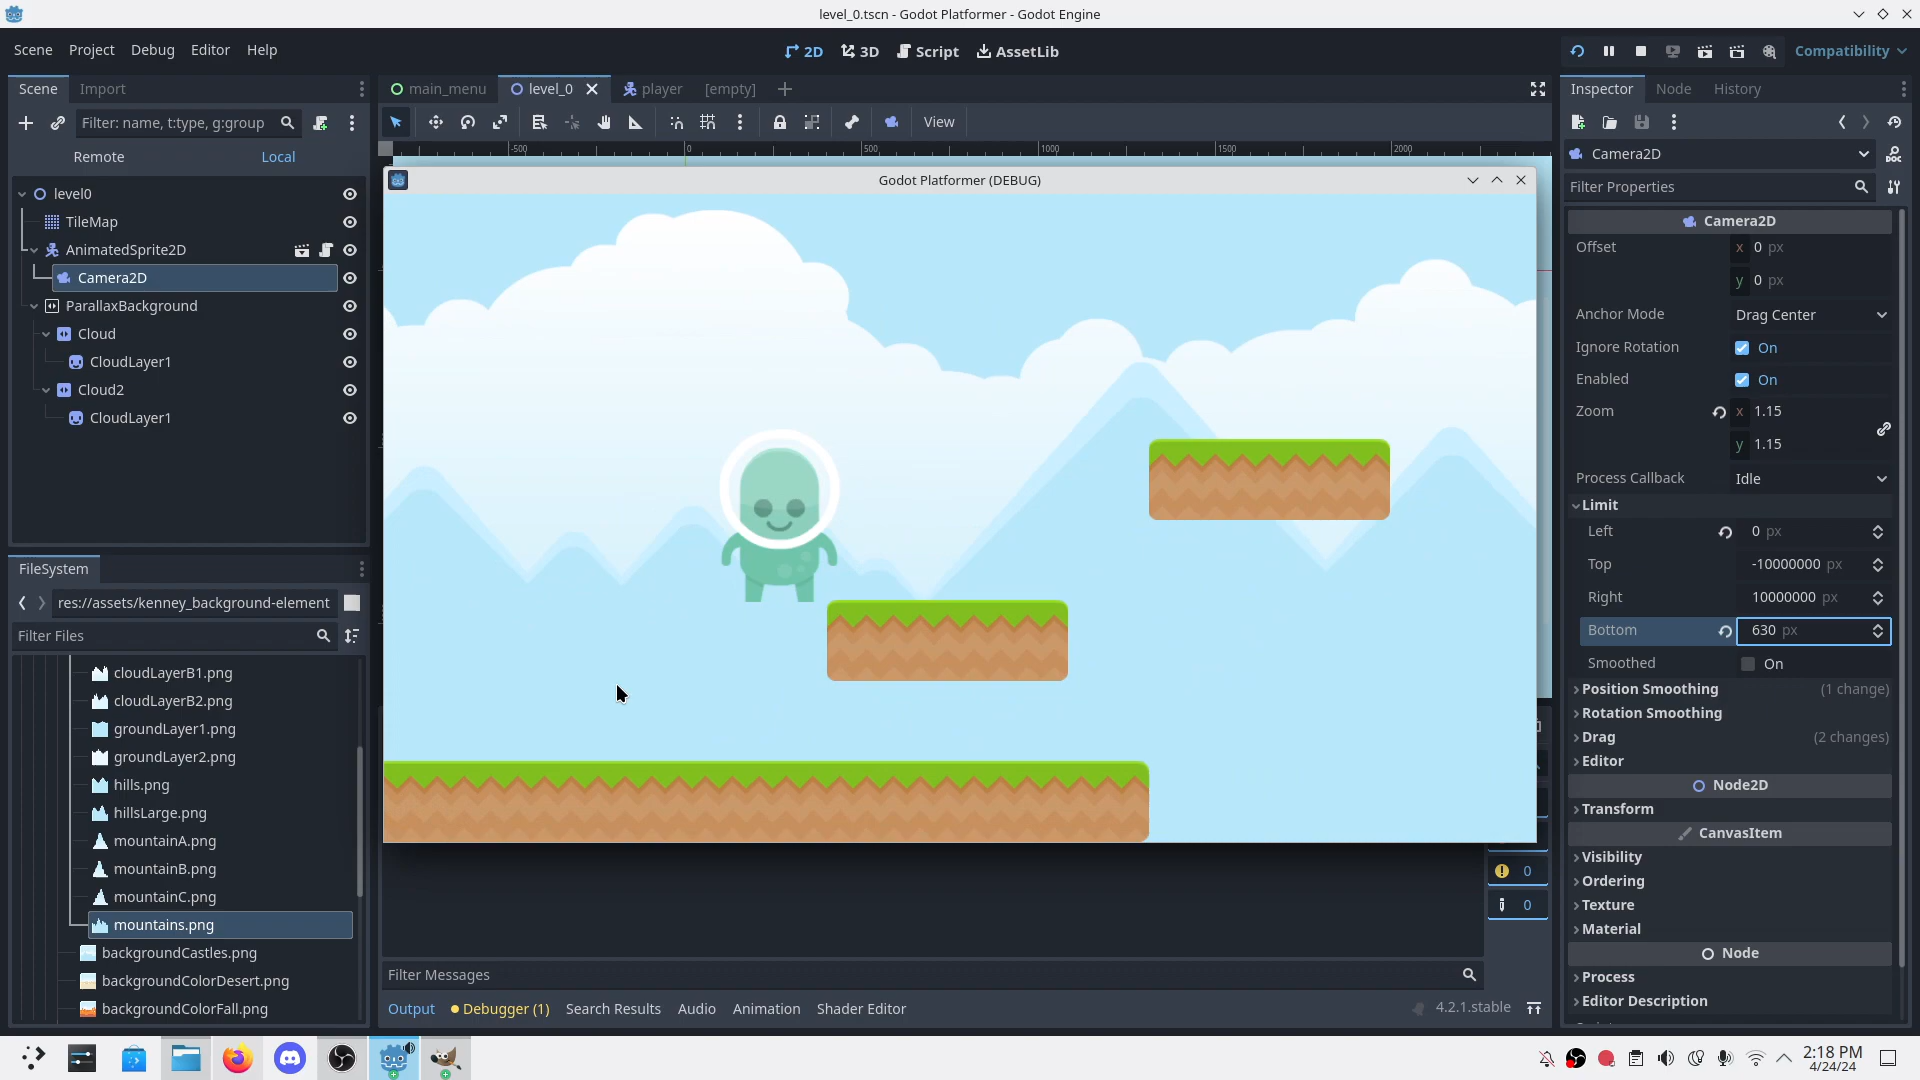 level_0.tscn - Godot Platformer - Godot Engine
Scene Project Debug Editor Help
2D 3D Script AssetLib
Compatibility
Scene Import
main_menu level_0 player [empty]
Inspector Node History
Filter: name, t:type, g:group
View
Remote Local
-500 0 500 1000 1500 2000
Camera2D
Filter Properties
level0
TileMap
AnimatedSprite2D
Camera2D
ParallaxBackground
Cloud
CloudLayer1
Cloud2
CloudLayer1
Godot Platformer (DEBUG)
Camera2D
Offset x 0 px
y 0 px
Anchor Mode Drag Center
Ignore Rotation On
Enabled On
Zoom x 1.15
y 1.15
Process Callback Idle
Limit
Left 0 px
Top -10000000 px
Right 10000000 px
Bottom 630 px
Smoothed On
Position Smoothing (1 change)
Rotation Smoothing
Drag (2 changes)
Editor
Node2D
Transform
CanvasItem
Visibility
Ordering
Texture
Material
Node
Process
Editor Description
FileSystem
res://assets/kenney_background-element
Filter Files
cloudLayerB1.png
cloudLayerB2.png
groundLayer1.png
groundLayer2.png
hills.png
hillsLarge.png
mountainA.png
mountainB.png
mountainC.png
mountains.png
backgroundCastles.png
backgroundColorDesert.png
backgroundColorFall.png
0
0
Filter Messages
Output Debugger (1) Search Results Audio Animation Shader Editor
4.2.1.stable
2:18 PM
4/24/24